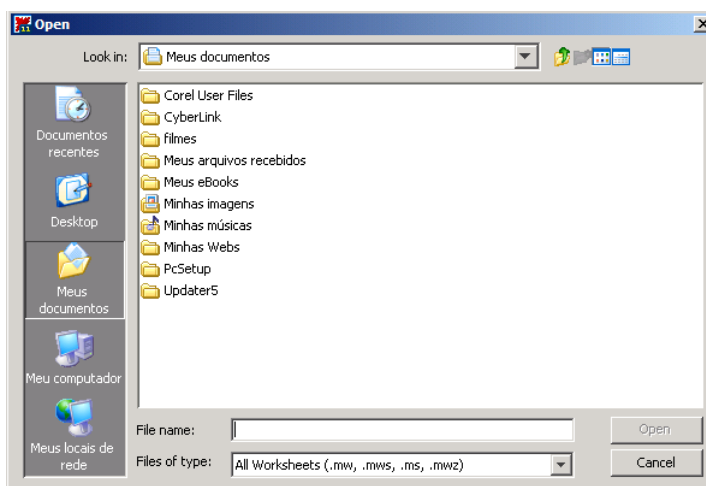 Open
Look in:
Meus documentos
Documentos
recentes
Desktop
Meus
documentos
Meu computador
Meus locais de
rede
Corel User Files
CyberLink
filmes
Meus arquivos recebidos
Meus eBooks
Minhas imagens
Minhas músicas
Minhas Webs
PcSetup
Updater5
File name:
Open
Files of type:
All Worksheets (.mw, .mws, .ms, .mwz)
Cancel